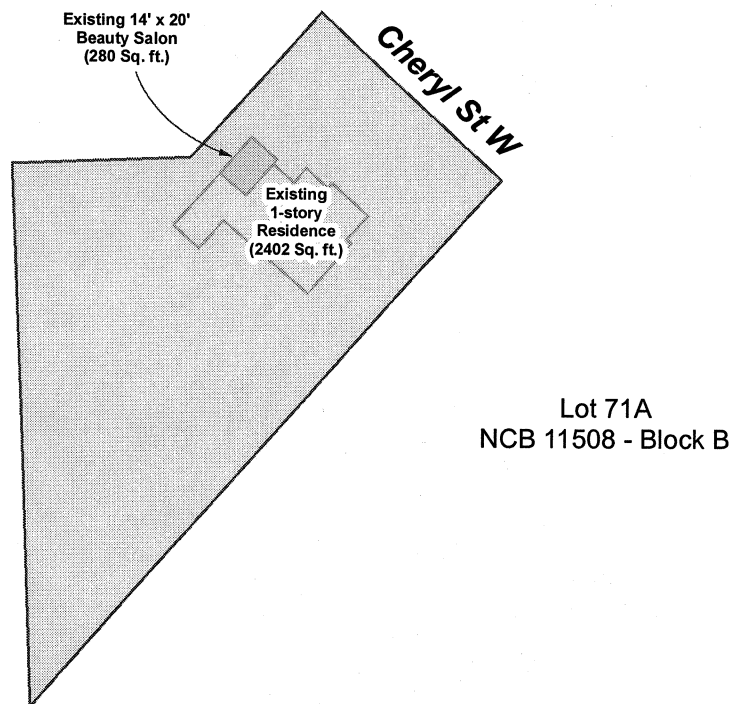 Existing 14' x 20'
Beauty Salon
(280 Sq. ft.)
Cheryl St W
Existing
1-story
Residence
(2402 Sq. ft.)
Lot 71A
NCB 11508 - Block B